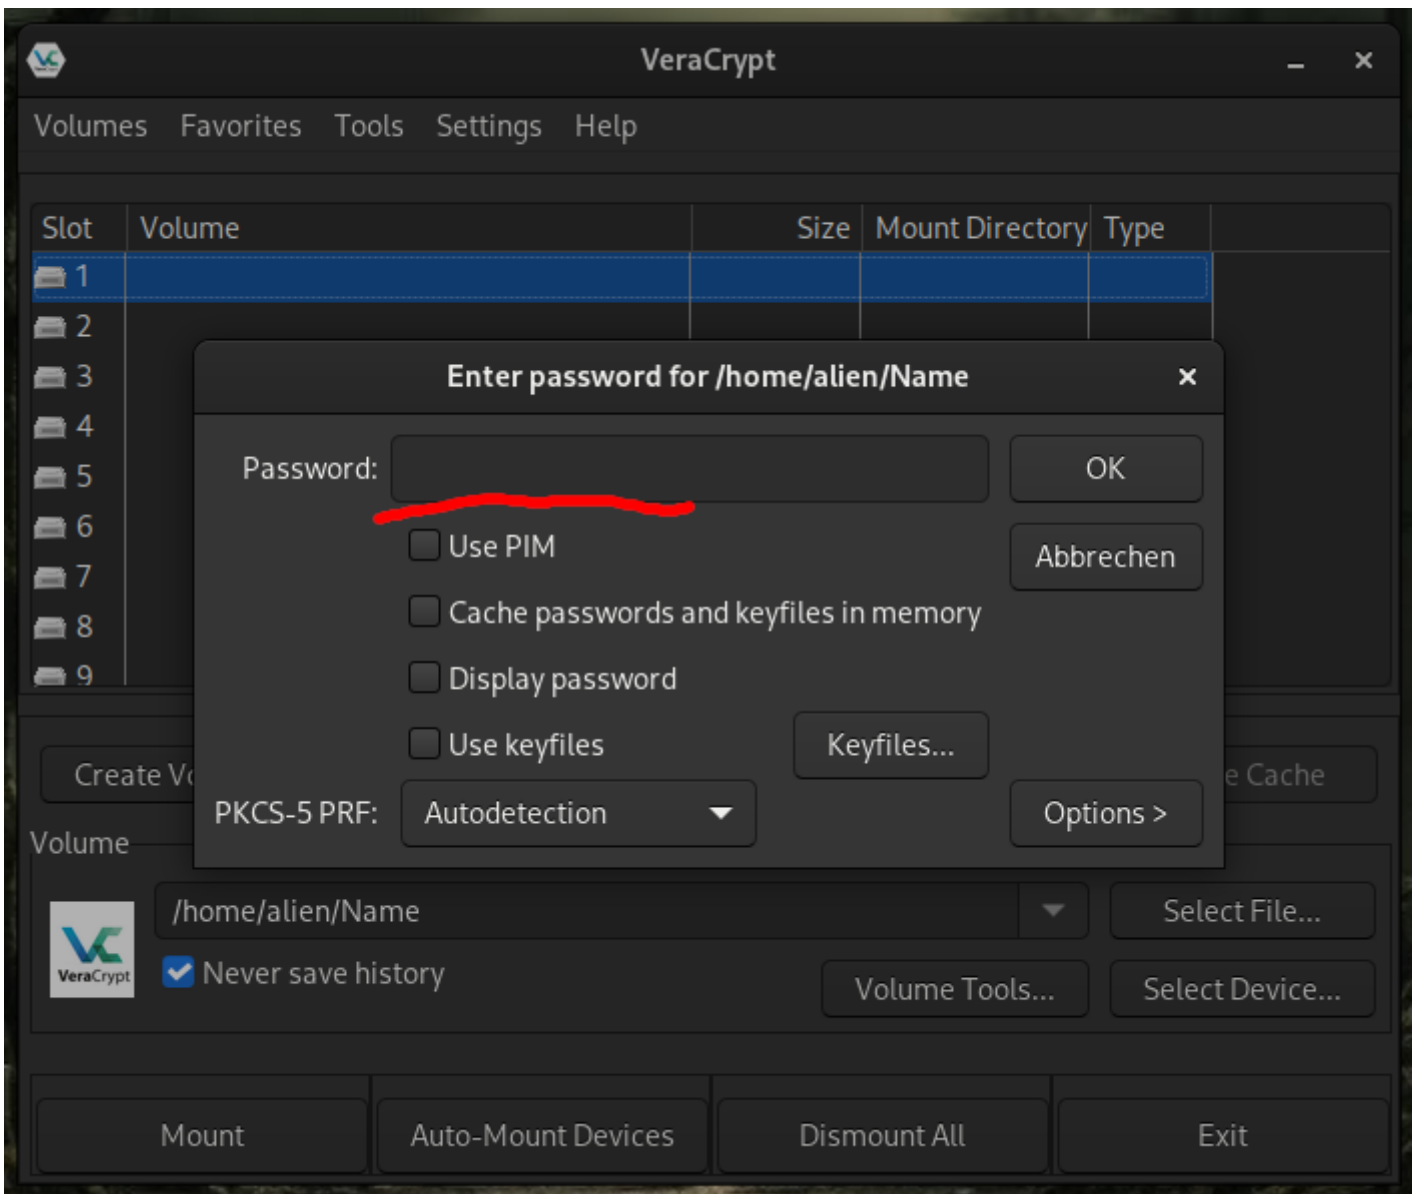 VeraCrypt
Volumes Favorites Tools Settings Help
Slot Volume Size Mount Directory Type
1
2
3
4
5
6
7
8
9
Enter password for /home/alien/Name
Password: OK
Use PIM
Abbrechen
Cache passwords and keyfiles in memory
Display password
Use keyfiles Keyfiles...
PKCS-5 PRF: Autodetection Options >
Create Vo e Cache
Volume
/home/alien/Name Select File...
VeraCrypt
Never save history
Volume Tools... Select Device...
Mount Auto-Mount Devices Dismount All Exit